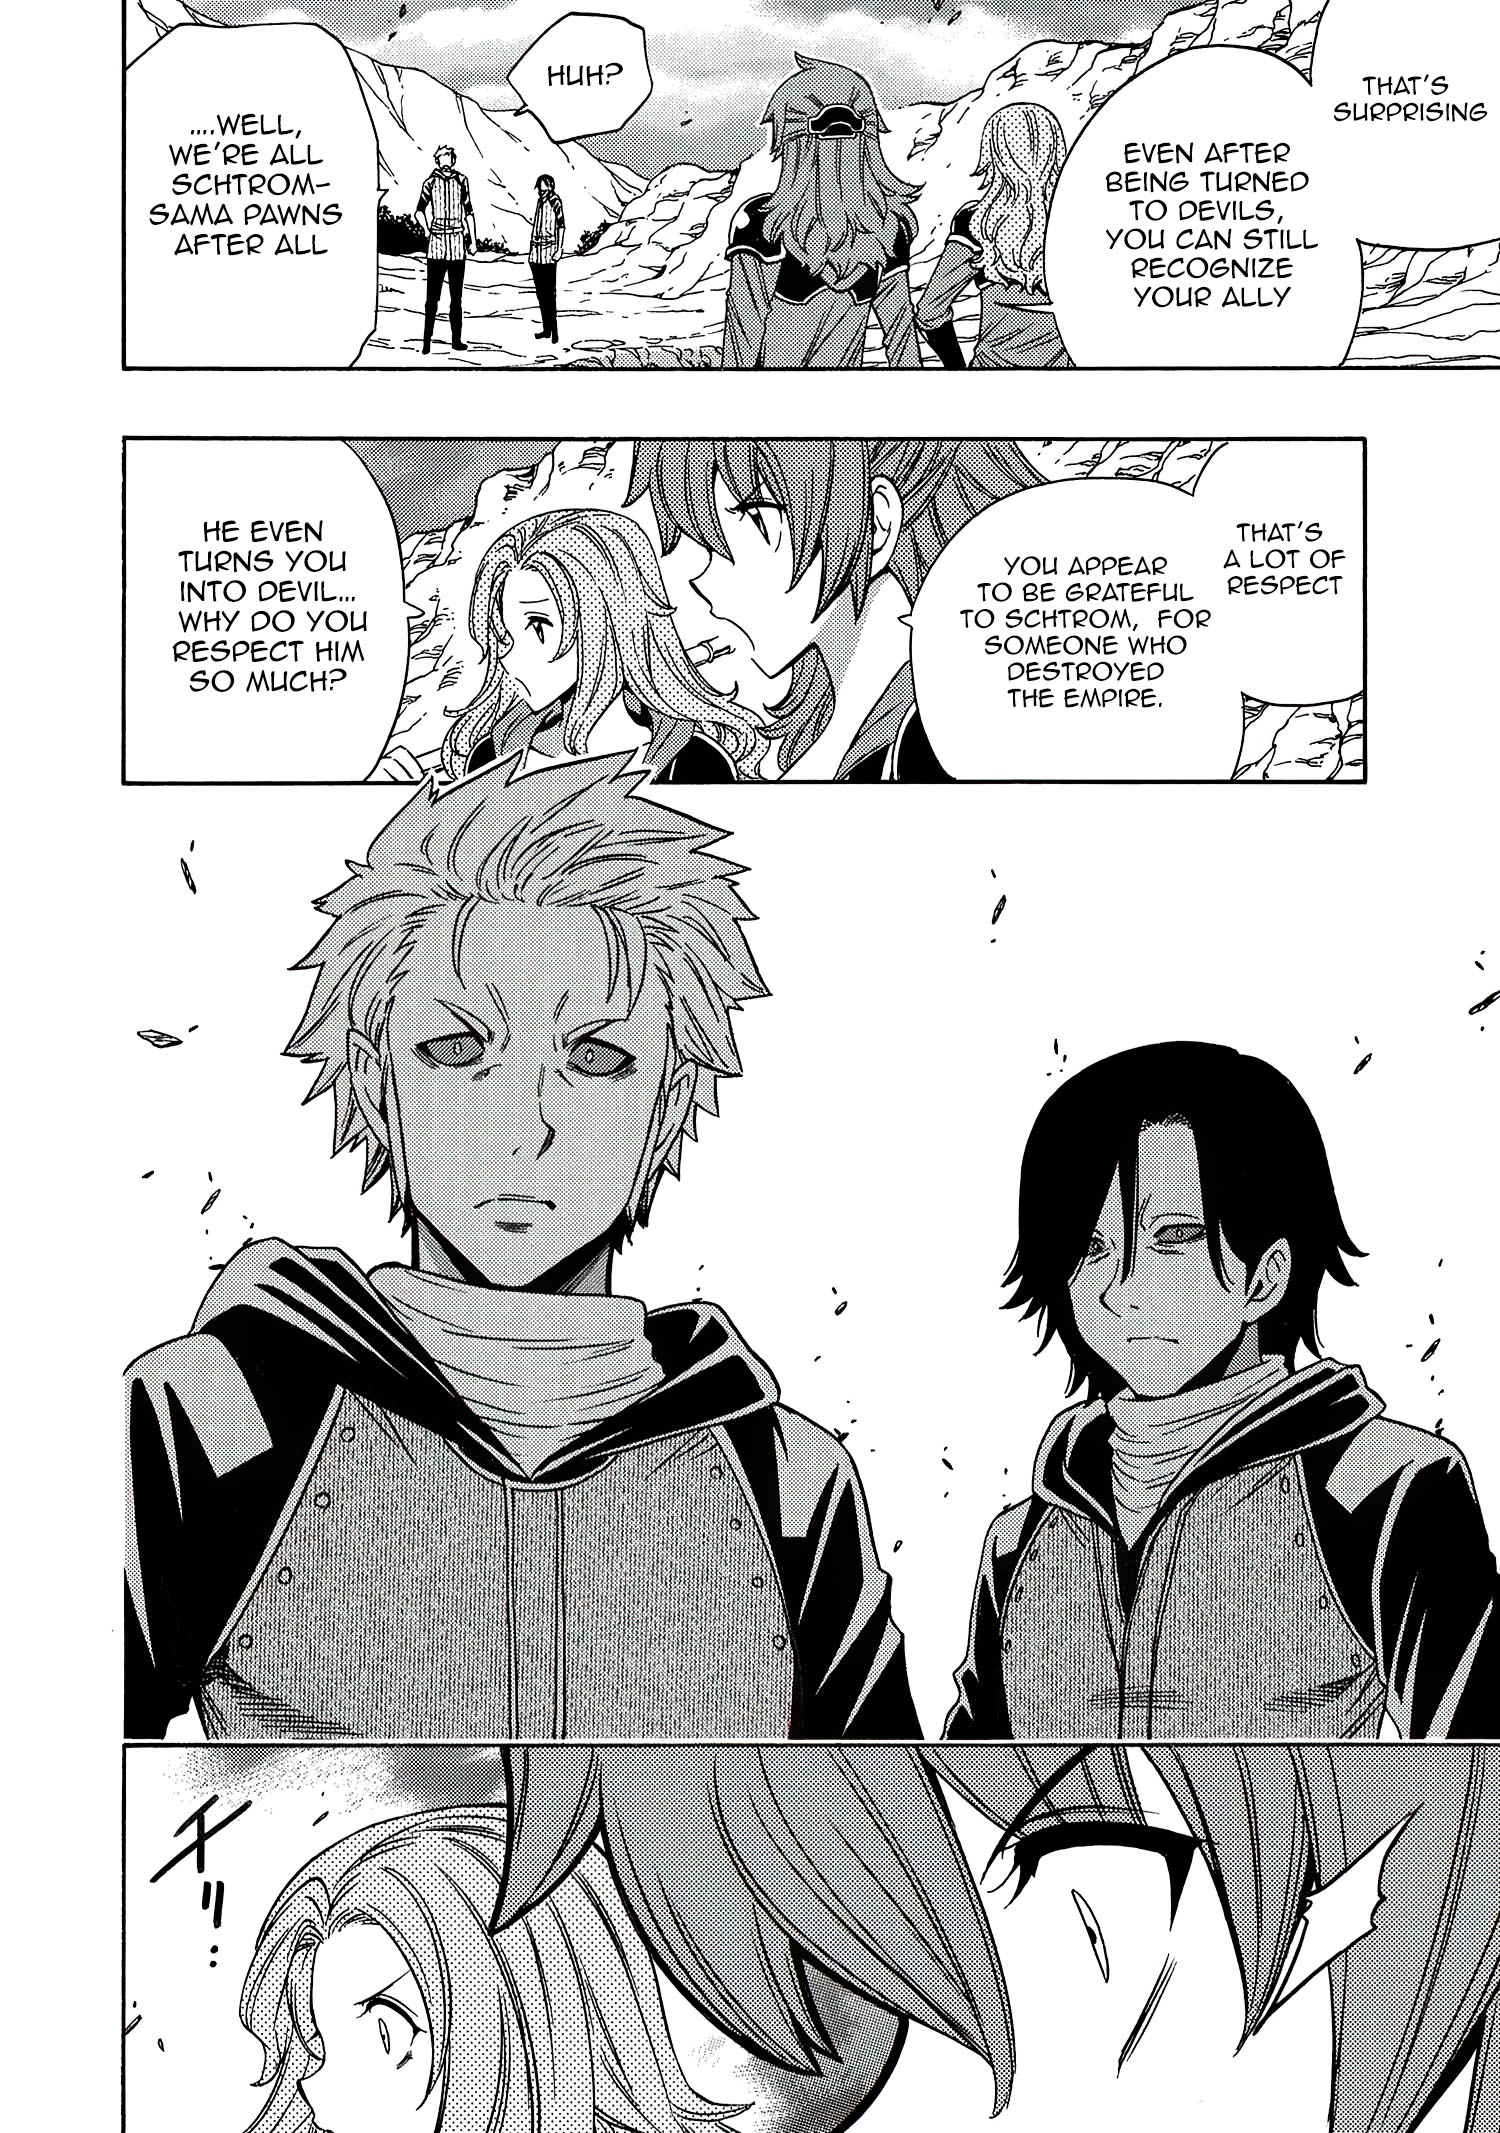 THAT'S
SURPRISING
EVEN AFTER
BEING TURNED
TO DEVILS,
YOU CAN STILL
RECOGNIZE
YOUR ALLY
HUH?
....WELL,
WE'RE ALL
SCHTROM-
SAMA PAWNS
AFTER ALL
THAT'S
A LOT OF
RESPECT
YOU APPEAR
TO BE GRATEFUL
TO SCHTROM, FOR
SOMEONE WHO
DESTROYED
THE EMPIRE.
HE EVEN
TURNS YOU
INTO DEVIL...
WHY DO YOU
RESPECT HIM
SO MUCH?